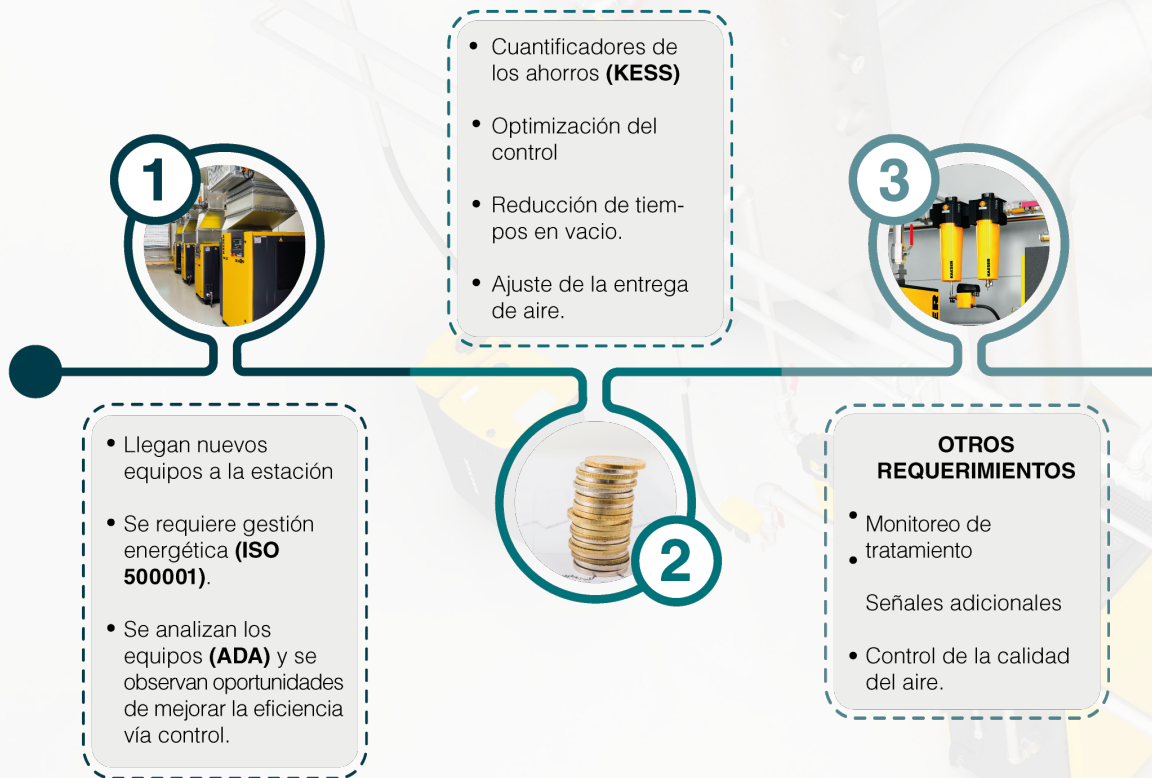 1
• Llegan nuevos
equipos a la estación
• Se requiere gestión
energética (ISO
500001).
• Se analizan los
equipos (ADA) y se
observan oportunidades
de mejorar la eficiencia
vía control.
• Cuantificadores de
los ahorros (KESS)
• Optimización del
control
• Reducción de tiem-
pos en vacio.
• Ajuste de la entrega
de aire.
2
3
KAESER
KAESER
OTROS
REQUERIMIENTOS
• Monitoreo de
tratamiento
•
Señales adicionales
• Control de la calidad
del aire.